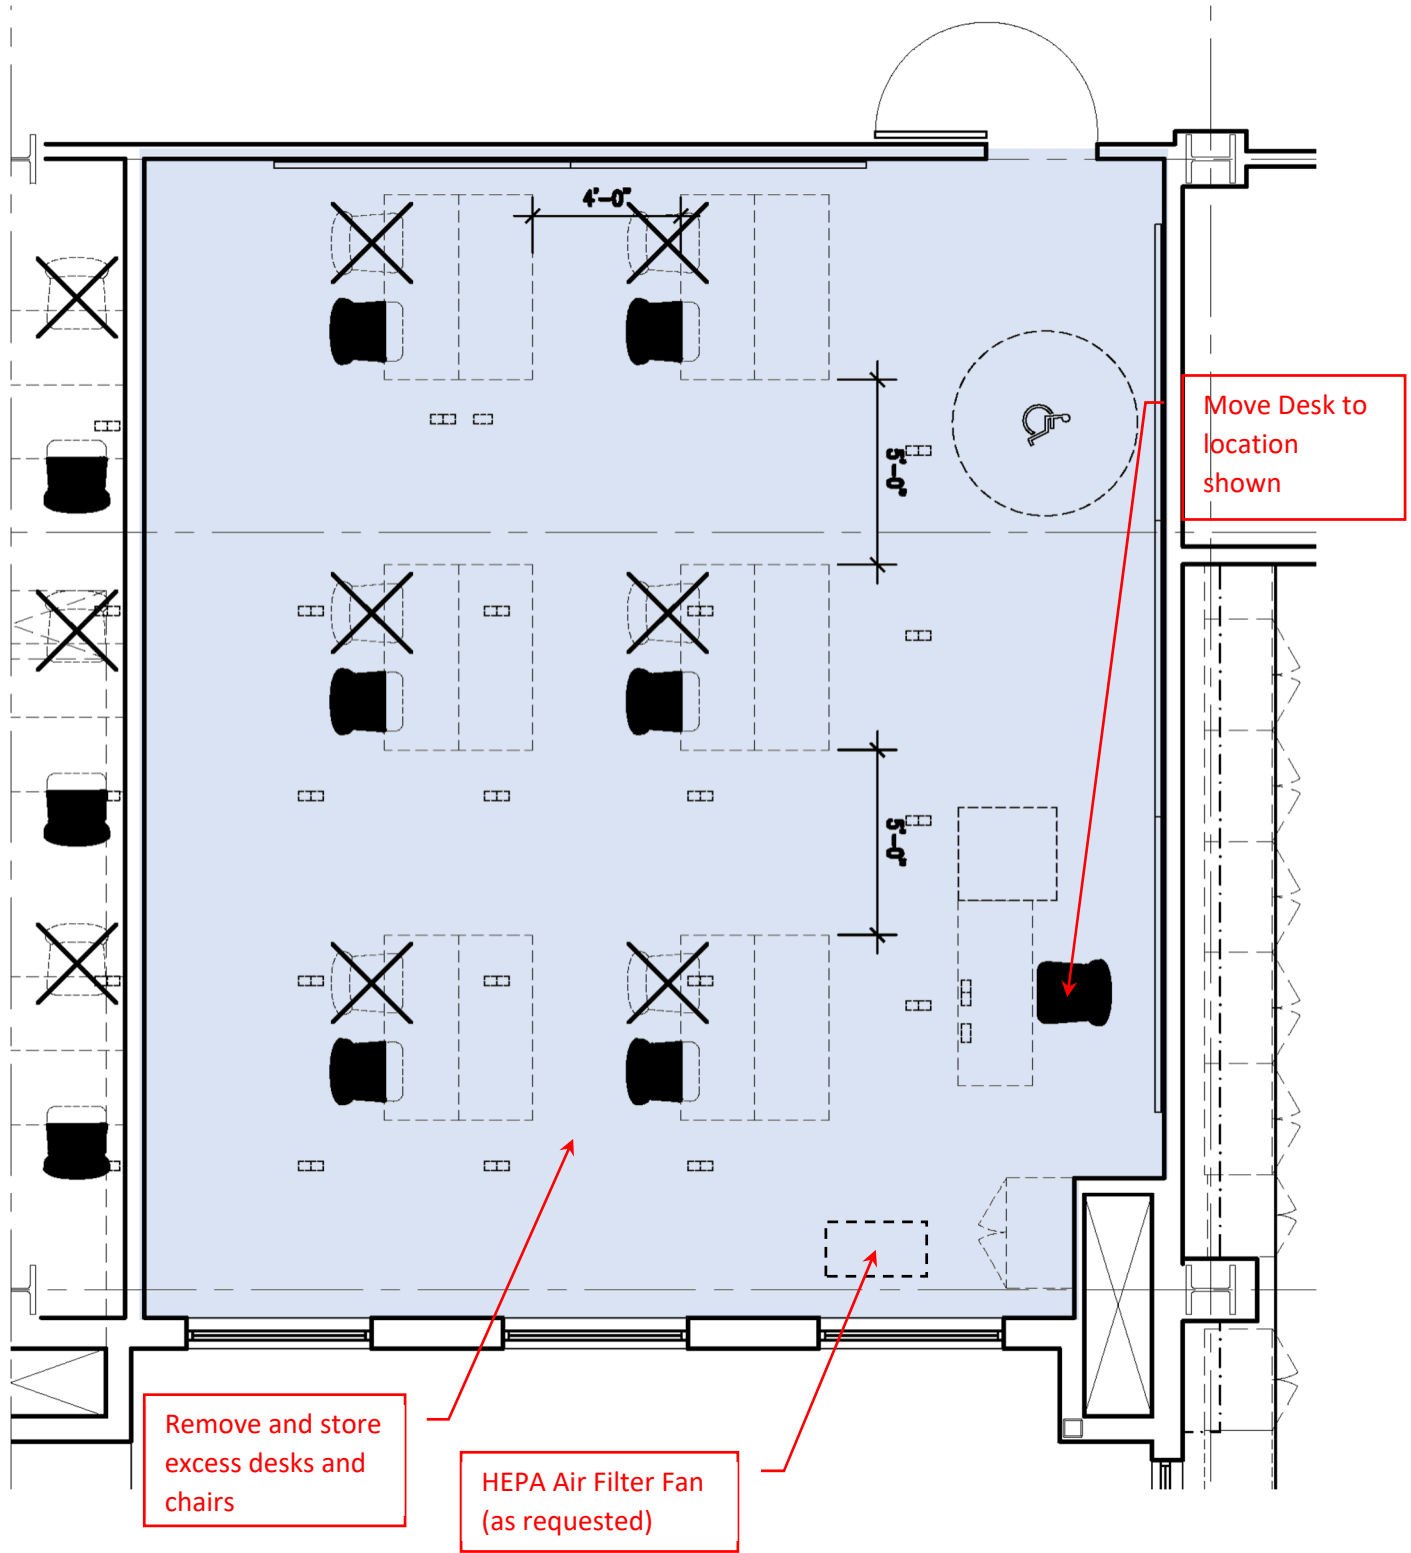 4'-0"
5'-0"
Move Desk to
location
shown
5'-0"
Remove and store
excess desks and
chairs
HEPA Air Filter Fan
(as requested)